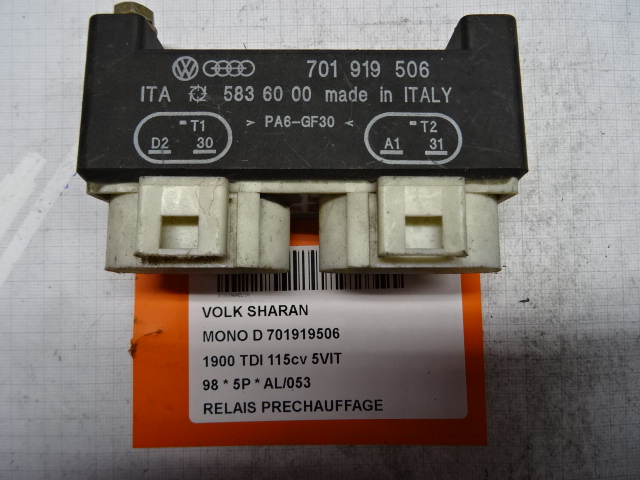 701 919 506
ITA 583 60 00 made in ITALY
> PA6-GF30 <
T1
D2 30
T2
A1 31
VOLK SHARAN
MONO D 701919506
1900 TDI 115cv 5VIT
98 * 5P * AL/053
RELAIS PRECHAUFFAGE